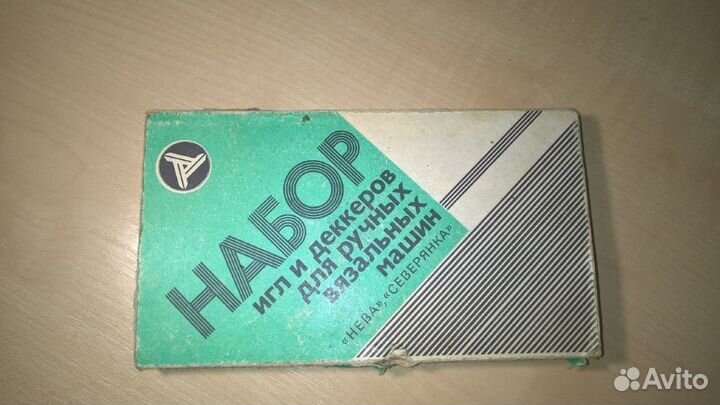 НАБОР
игл и деккеров
для ручных
вязальных
машин
«НЕВА», «СЕВЕРЯНКА»
Avito